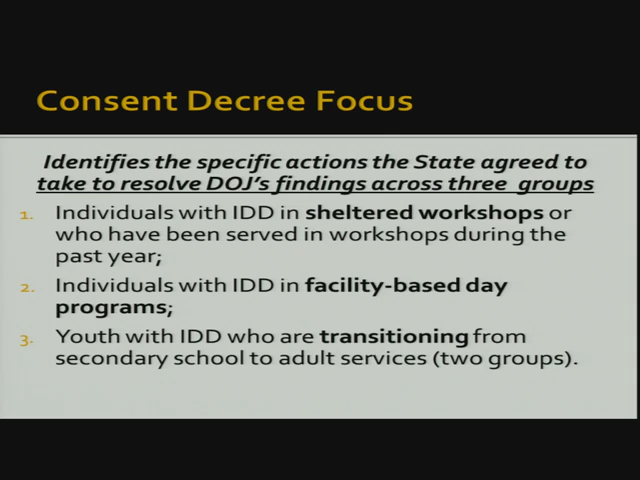 Consent Decree Focus
Identifies the specific actions the State agreed to
take to resolve DOJ's findings across three groups
1. Individuals with IDD in sheltered workshops or
who have been served in workshops during the
past year;
2. Individuals with IDD in facility-based day
programs;
3. Youth with IDD who are transitioning from
secondary school to adult services (two groups).